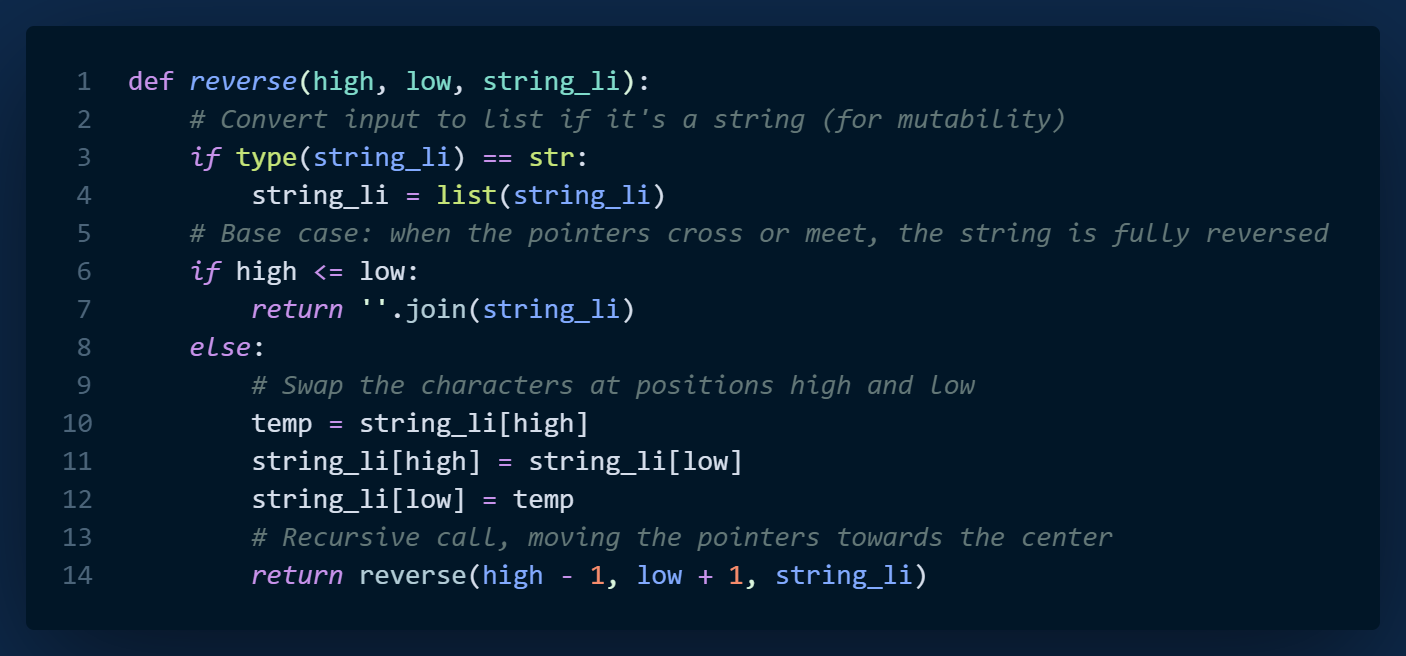 1 def reverse(high, low, string_li):
2     # Convert input to list if it's a string (for mutability)
3     if type(string_li) == str:
4         string_li = list(string_li)
5     # Base case: when the pointers cross or meet, the string is fully reversed
6     if high <= low:
7         return ''.join(string_li)
8     else:
9         # Swap the characters at positions high and low
10         temp = string_li[high]
11         string_li[high] = string_li[low]
12         string_li[low] = temp
13         # Recursive call, moving the pointers towards the center
14         return reverse(high - 1, low + 1, string_li)